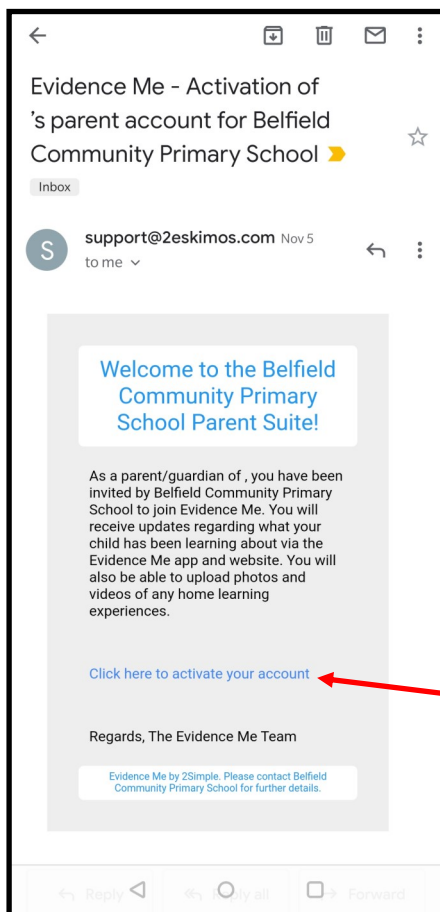 Evidence Me - Activation of
's parent account for Belfield
Community Primary School
Inbox
S
support@2eskimos.com Nov 5
to me
Welcome to the Belfield
Community Primary
School Parent Suite!
As a parent/guardian of , you have been
invited by Belfield Community Primary
School to join Evidence Me. You will
receive updates regarding what your
child has been learning about via the
Evidence Me app and website. You will
also be able to upload photos and
videos of any home learning
experiences.
Click here to activate your account
Regards, The Evidence Me Team
Evidence Me by 2Simple. Please contact Belfield
Community Primary School for further details.
Reply Reply all Forward